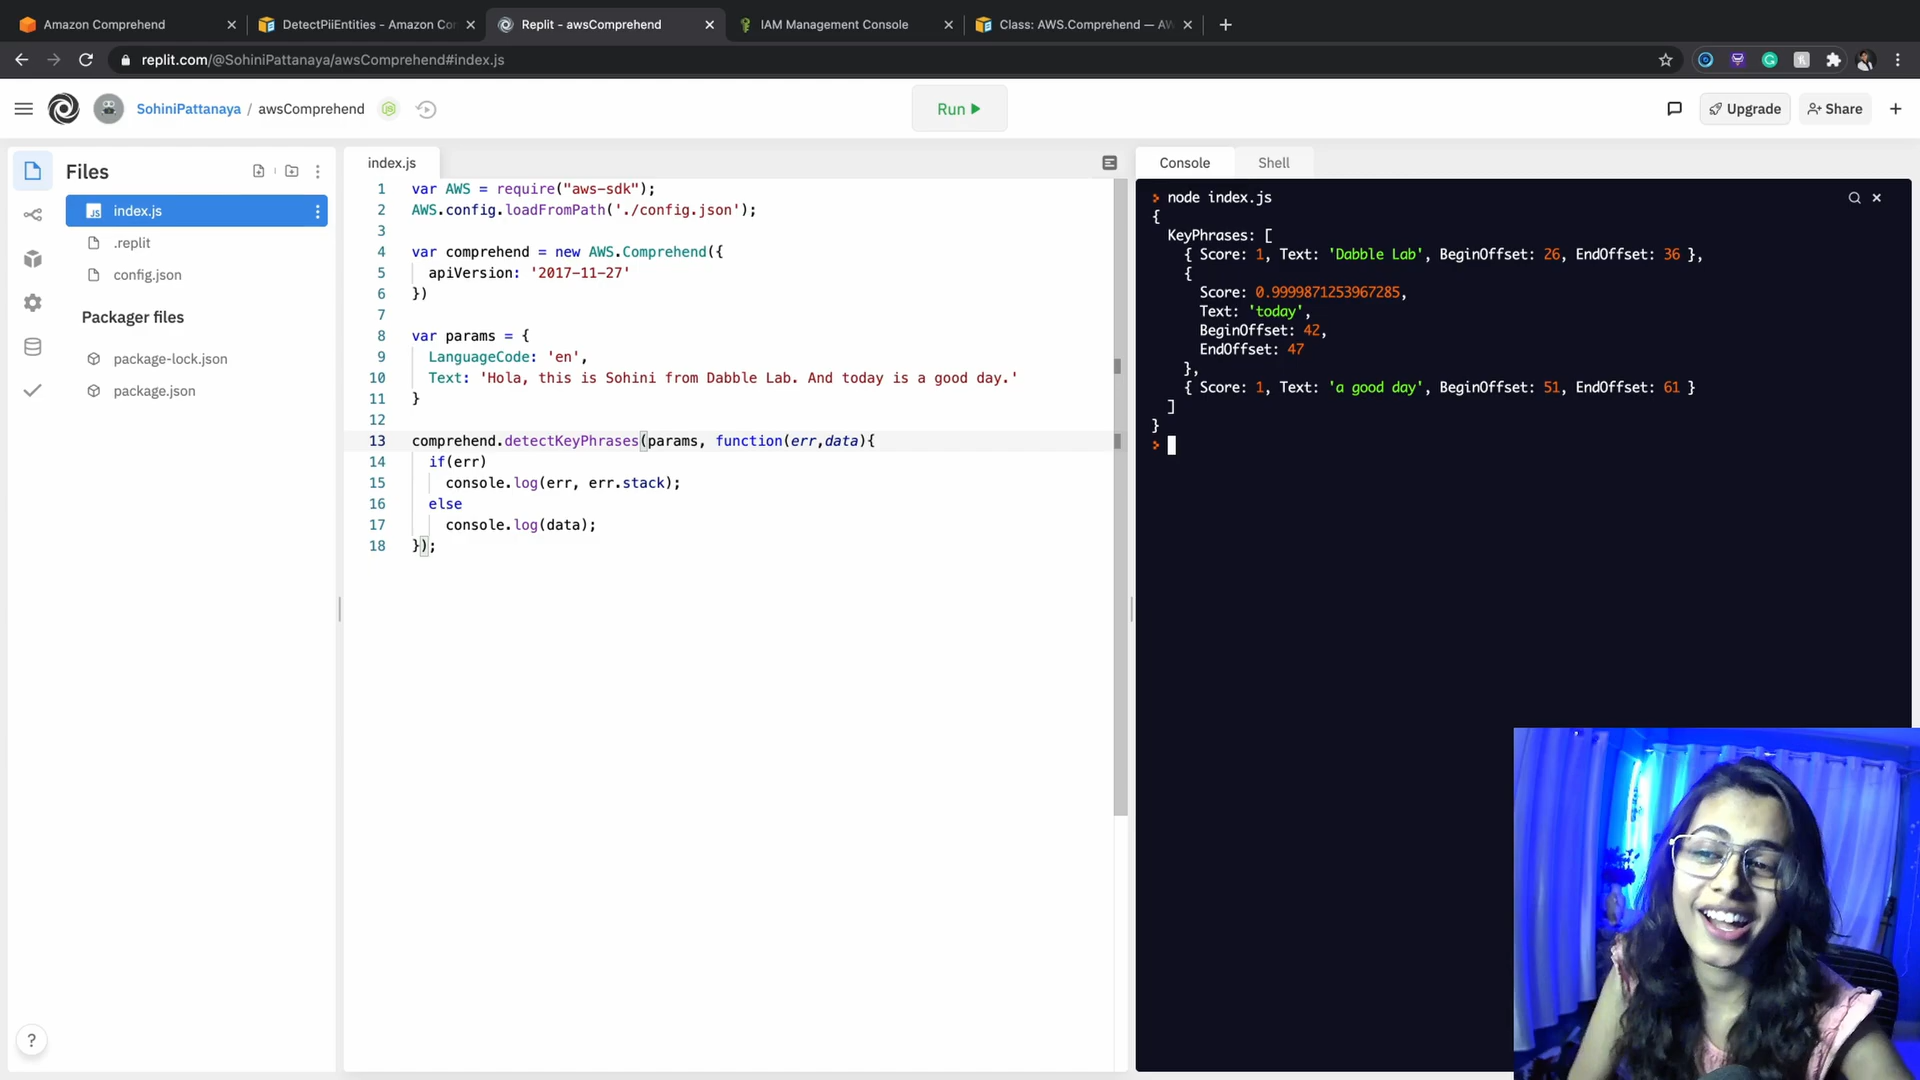 Amazon Comprehend
DetectPiiEntities - Amazon Co
Replit - awsComprehend
IAM Management Console
Class: AWS.Comprehend — AW
replit.com/@SohiniPattanaya/awsComprehend#index.js
SohiniPattanaya / awsComprehend
Run
Upgrade
Share
Files
index.js
.replit
config.json
Packager files
package-lock.json
package.json
?
index.js
1 var AWS = require("aws-sdk");
2 AWS.config.loadFromPath('./config.json');
3
4 var comprehend = new AWS.Comprehend({
5 apiVersion: '2017-11-27'
6 })
7
8 var params = {
9 LanguageCode: 'en',
10 Text: 'Hola, this is Sohini from Dabble Lab. And today is a good day.'
11 }
12
13 comprehend.detectKeyPhrases(params, function(err,data){
14 if(err)
15 console.log(err, err.stack);
16 else
17 console.log(data);
18 });
Console
Shell
node index.js
{
KeyPhrases: [
{ Score: 1, Text: 'Dabble Lab', BeginOffset: 26, EndOffset: 36 },
{
Score: 0.9999871253967285,
Text: 'today',
BeginOffset: 42,
EndOffset: 47
},
{ Score: 1, Text: 'a good day', BeginOffset: 51, EndOffset: 61 }
]
}